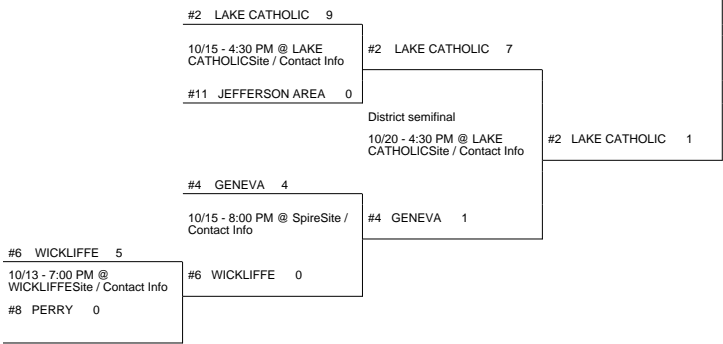 #2 LAKE CATHOLIC 9
10/15 - 4:30 PM @ LAKE
CATHOLICSite / Contact Info
#11 JEFFERSON AREA 0
#2 LAKE CATHOLIC 7
District semifinal
10/20 - 4:30 PM @ LAKE
CATHOLICSite / Contact Info
#2 LAKE CATHOLIC 1
#4 GENEVA 4
10/15 - 8:00 PM @ SpireSite /
Contact Info
#4 GENEVA 1
#6 WICKLIFFE 5
10/13 - 7:00 PM @
WICKLIFFESite / Contact Info
#8 PERRY 0
#6 WICKLIFFE 0